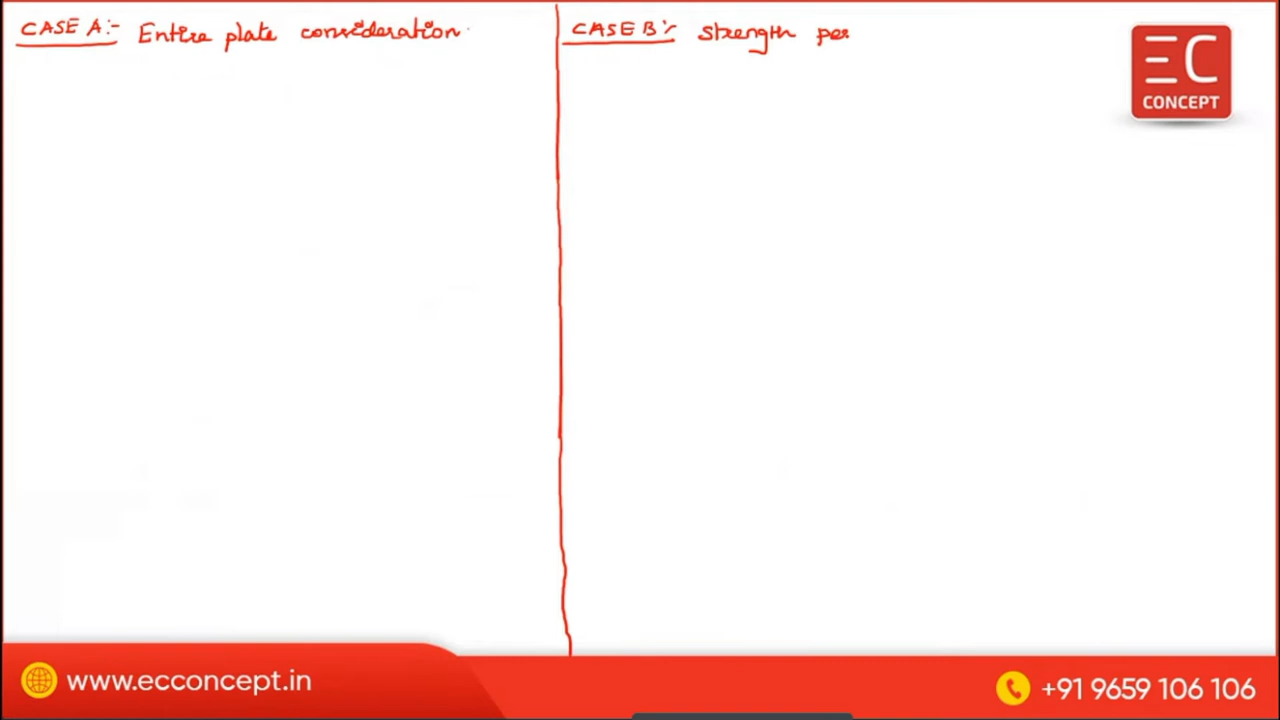 CASE A:- Entire plate consideration
CASE B:- Strength per
EC
CONCEPT
www.ecconcept.in
+91 9659 106 106